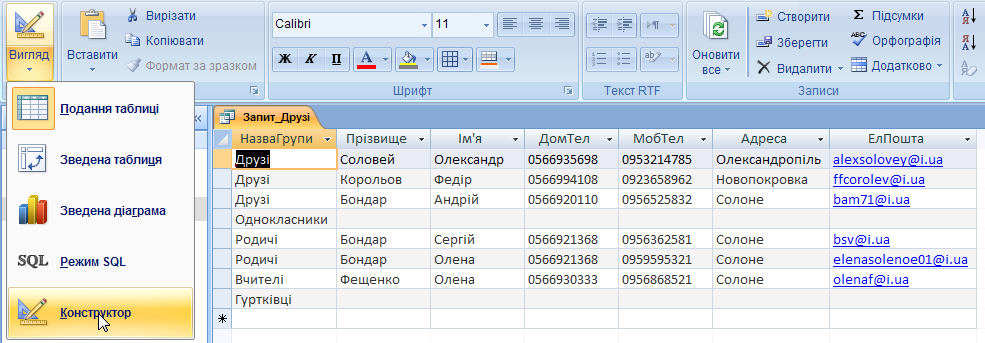 Вигляд
Вставити
Вирізати
Копіювати
Формат за зразком
Calibri 11
Ж К П А
Шрифт
ab
Текст RTF
Оновити все
Створити
Зберегти
Видалити
Σ Підсумки
ABC Орфографія
Додатково
Записи
Подання таблиці
Зведена таблиця
Зведена діаграма
SQL Режим SQL
Конструктор
«
Запит_Друзі
НазваГрупи Прізвище Ім'я ДомТел МобТел Адреса ЕлПошта
Друзі Соловей Олександр 0566935698 0953214785 Олександропіль alexsolovey@i.ua
Друзі Корольов Федір 0566994108 0923658962 Новопокровка ffcorolev@i.ua
Друзі Бондар Андрій 0566920110 0956525832 Солоне bam71@i.ua
Однокласники
Родичі Бондар Сергій 0566921368 0956362581 Солоне bsv@i.ua
Родичі Бондар Олена 0566921368 0959595321 Солоне elenasolenoe01@i.ua
Вчителі Фещенко Олена 0566930333 0956868521 Солоне olenaf@i.ua
Гуртківці